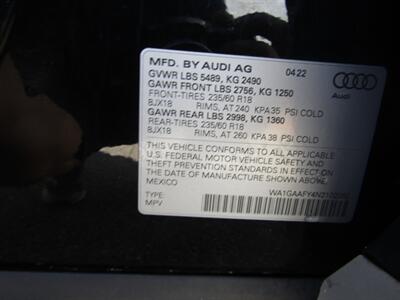 MFD. BY AUDI AG 04.22
GVWR LBS 5489, KG 2490
GAWR FRONT LBS 2756, KG 1250
FRONT-TIRES 235/60 R18
8JX18 RIMS, AT 240 KPA35 PSI COLD
GAWR REAR LBS 2998, KG 1360
REAR-TIRES 235/60 R18
8JX18 RIMS, AT 260 KPA38 PSI COLD
THIS VEHICLE CONFORMS TO ALL APPLICABLE
U.S. FEDERAL MOTOR VEHICLE SAFETY AND
THEFT PREVENTION STANDARDS IN EFFECT ON
THE DATE OF MANUFACTURE SHOWN ABOVE.
MEXICO
TYPE:
MPV
Audi